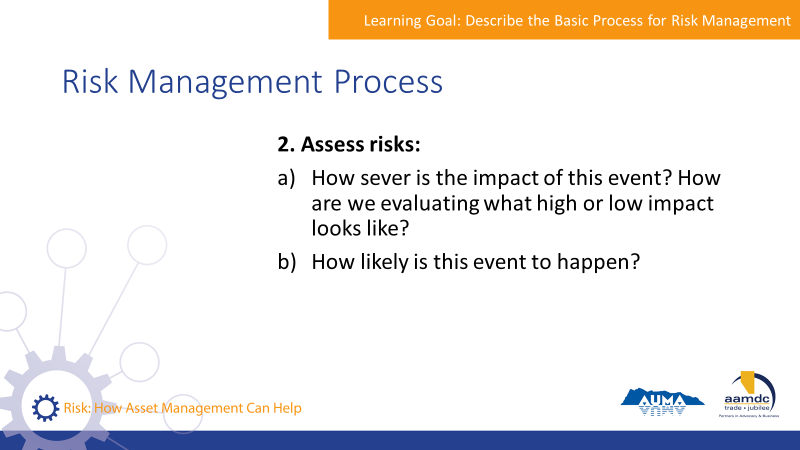 Learning Goal: Describe the Basic Process for Risk Management
Risk Management Process
2. Assess risks:
a) How sever is the impact of this event? How
are we evaluating what high or low impact
looks like?
b) How likely is this event to happen?
Risk: How Asset Management Can Help
AUMA
aamdc
trade • jubilee
Partners in Advocacy & Business